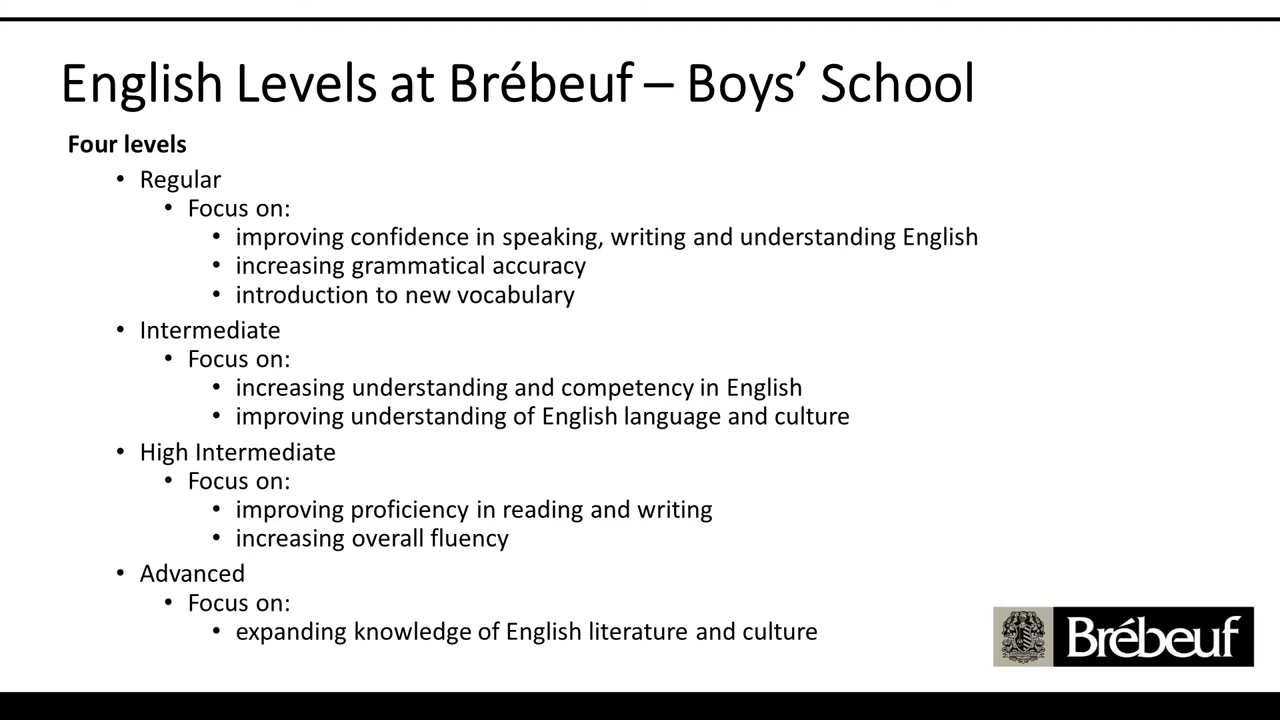 English Levels at Brébeuf – Boys’ School
Four levels
• Regular
• Focus on:
• improving confidence in speaking, writing and understanding English
• increasing grammatical accuracy
• introduction to new vocabulary
• Intermediate
• Focus on:
• increasing understanding and competency in English
• improving understanding of English language and culture
• High Intermediate
• Focus on:
• improving proficiency in reading and writing
• increasing overall fluency
• Advanced
• Focus on:
• expanding knowledge of English literature and culture
Brébeuf